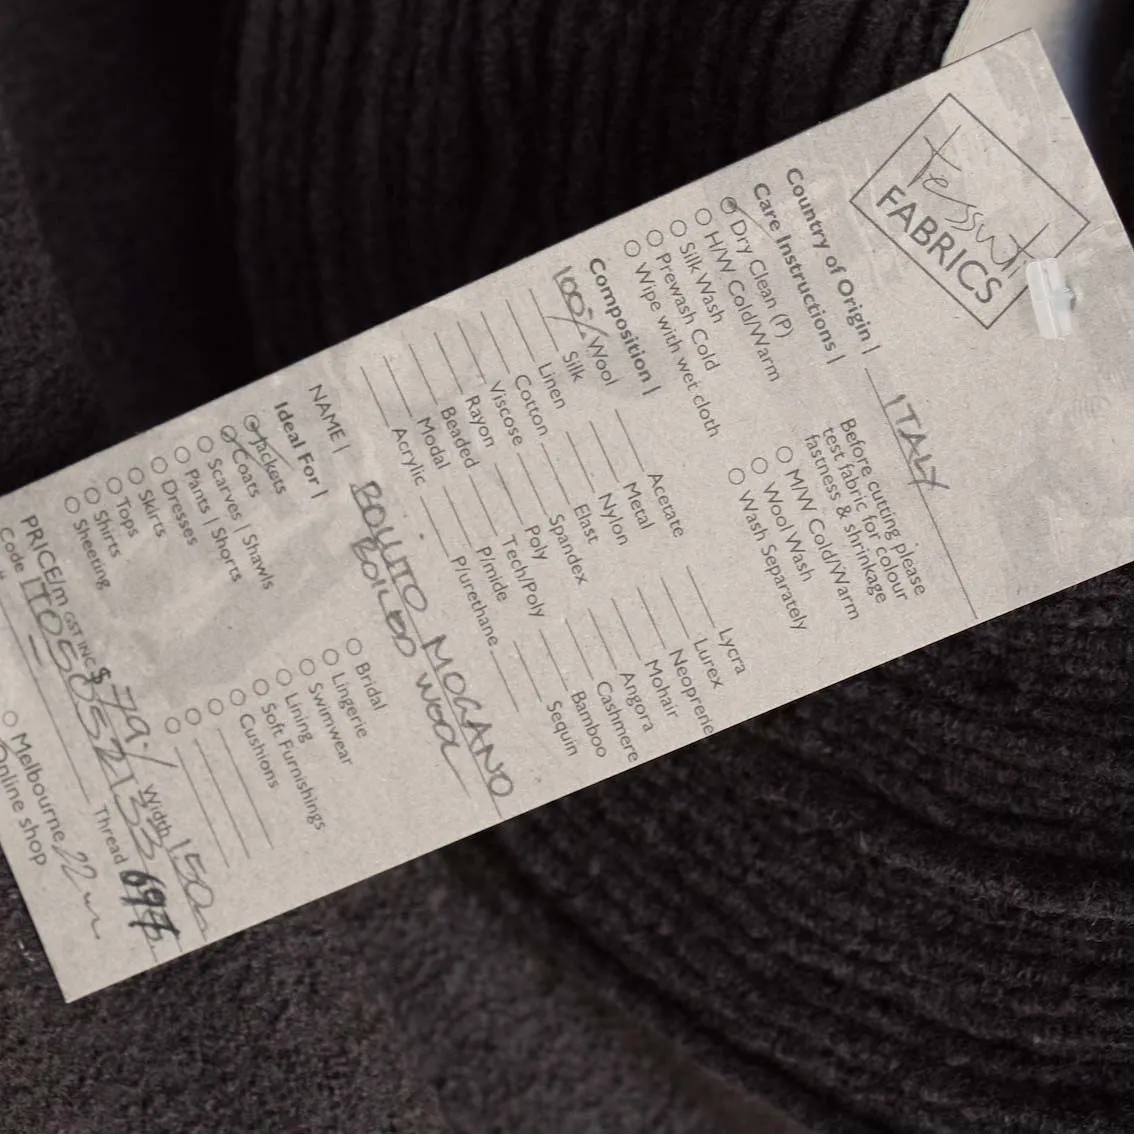 Tessuti
FABRICS
Country of Origin | ITALY
Care Instructions |
Dry Clean (P)
H/W Cold/Warm
Silk Wash
Prewash Cold
Wipe with wet cloth
Before cutting please
test fabric for colour
fastness & shrinkage
M/W Cold/Warm
Wool Wash
Wash Separately
Composition |
100% Wool
Silk
Linen
Cotton
Viscose
Rayon
Beaded
Modal
Acrylic
Acetate
Metal
Nylon
Elast
Spandex
Poly
Tech/Poly
P/mide
P/urethane
Lycra
Lurex
Neoprene
Mohair
Angora
Cashmere
Bamboo
Sequin
NAME | BOLLITO MOGANO
BOILED WOOL
Ideal For |
Jackets
Coats
Scarves | Shawls
Pants | Shorts
Dresses
Skirts
Tops
Shirts
Sheeting
Bridal
Lingerie
Swimwear
Lining
Soft Furnishings
Cushions
PRICE/m GST INC $79./ Width 150
Code Thread
Melbourne 22
Online shop